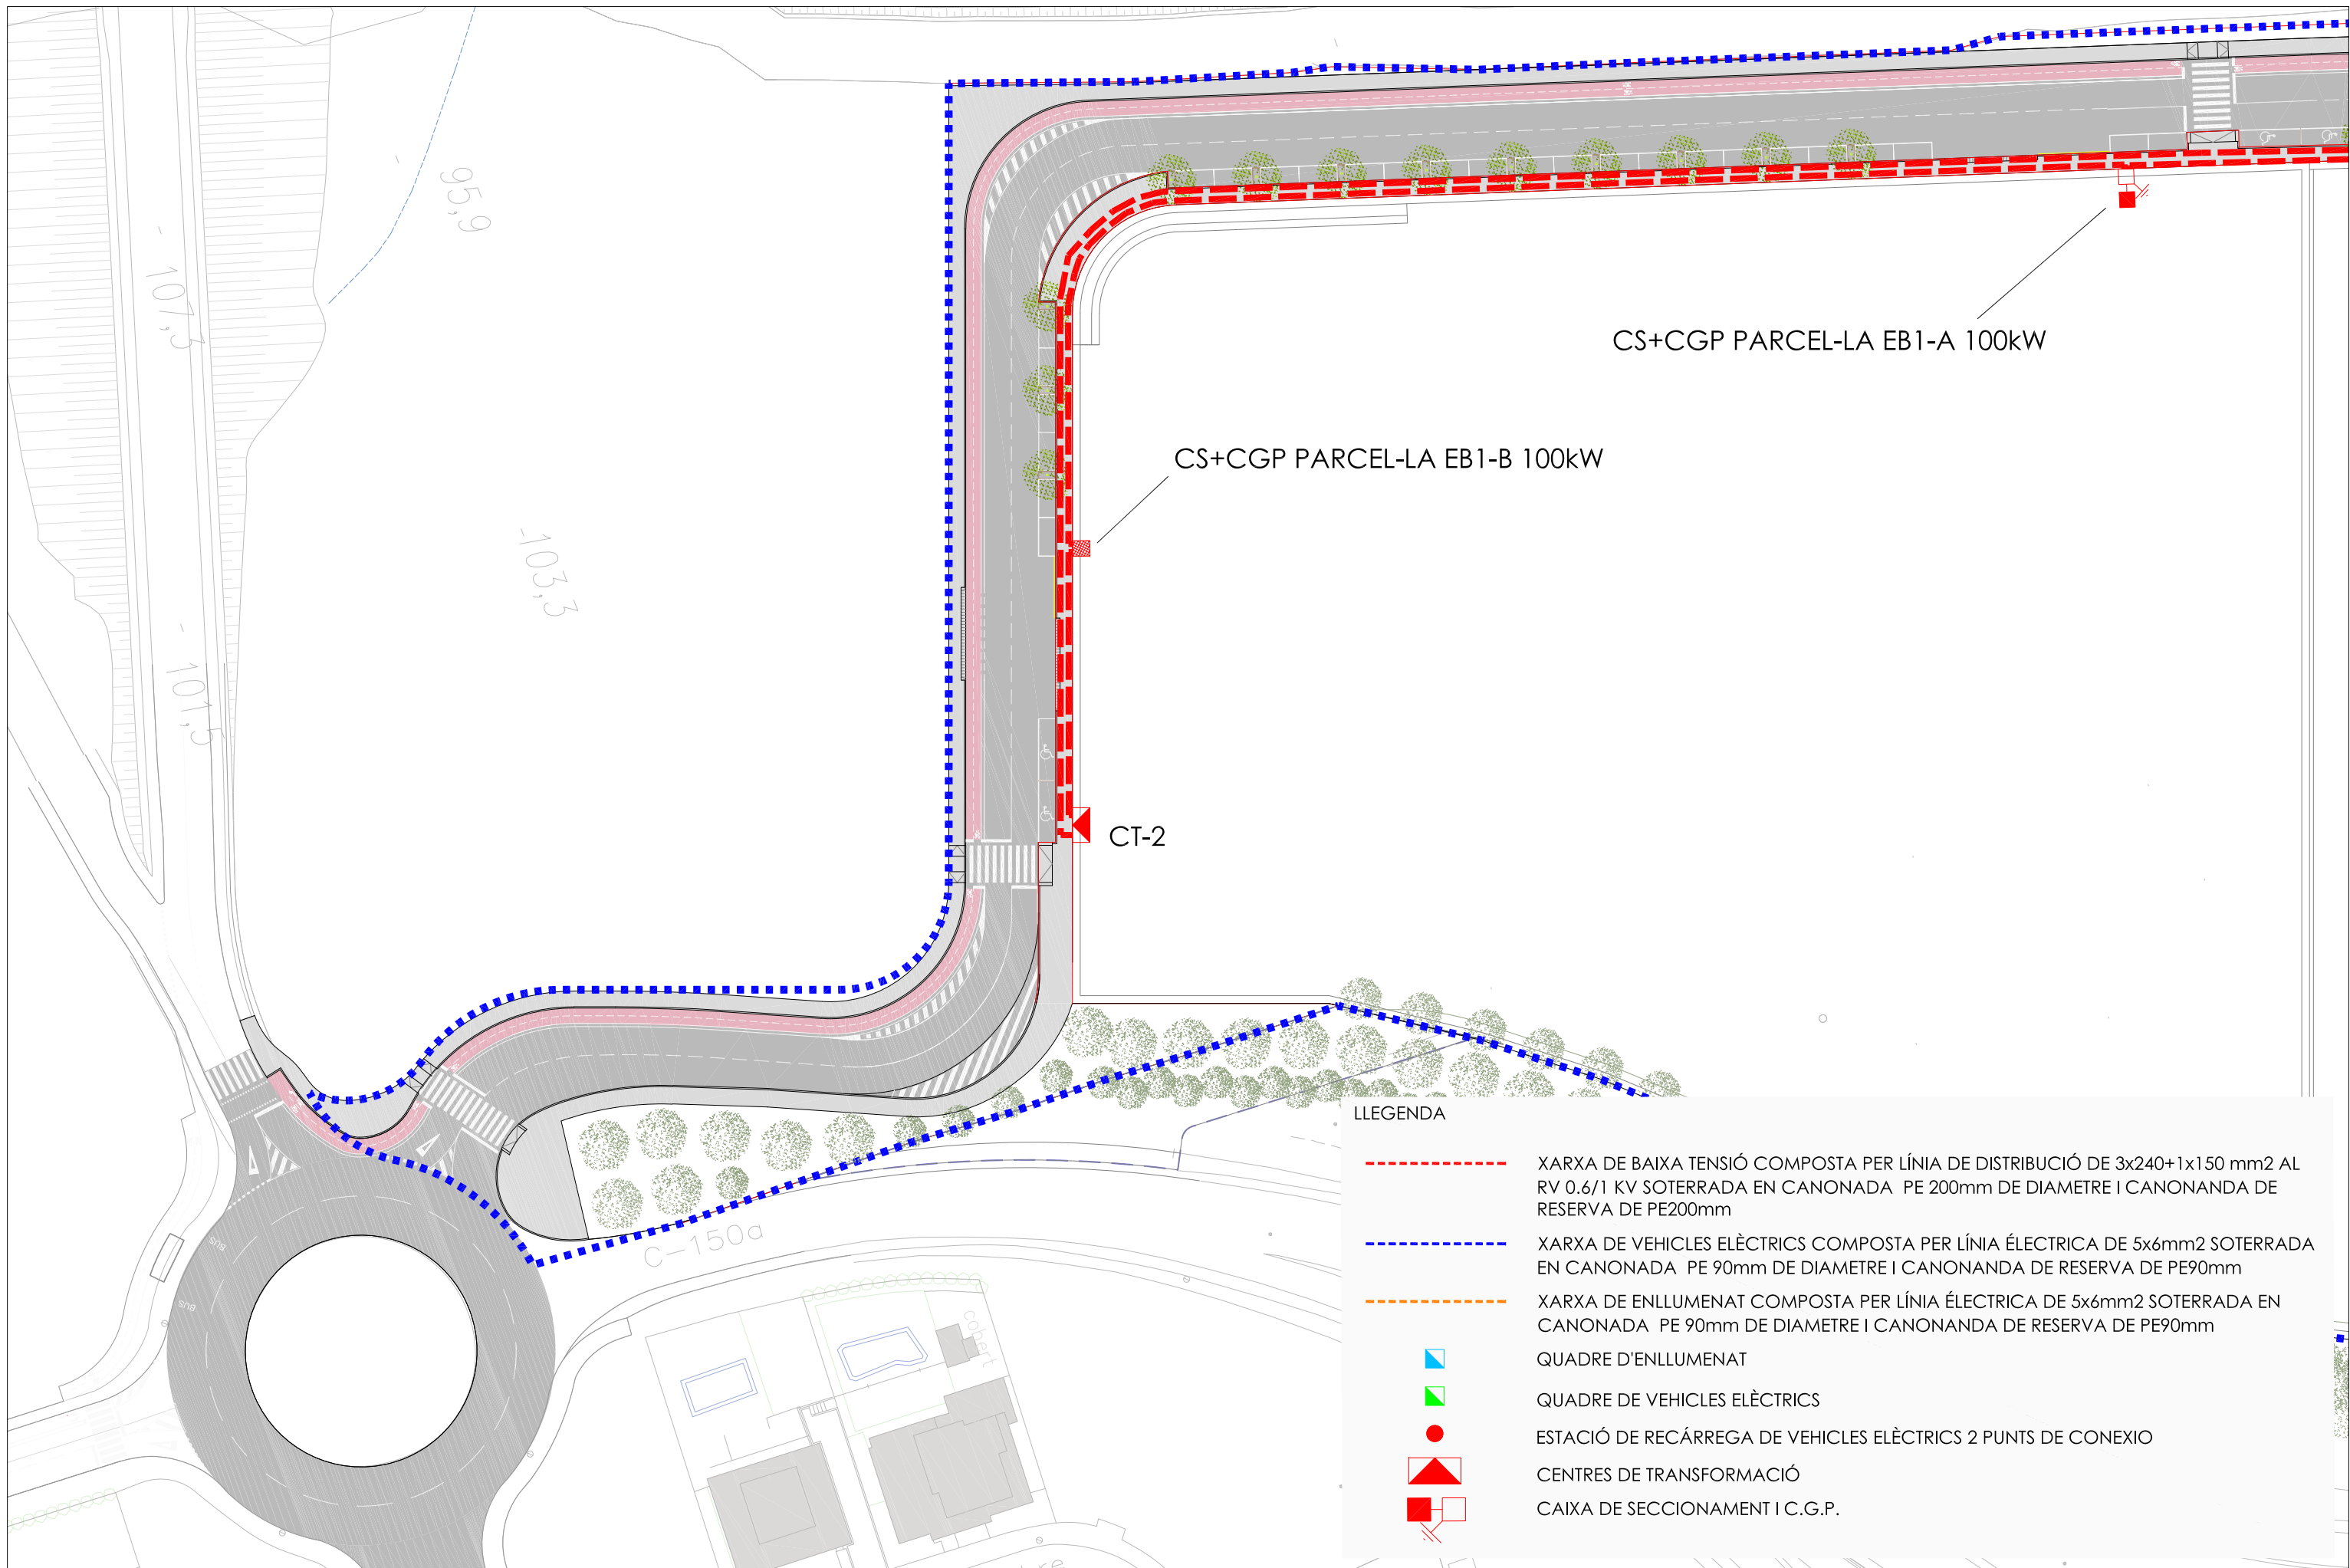 95,9
107,3
CS+CGP PARCEL-LA EB1-A 100kW
CS+CGP PARCEL-LA EB1-B 100kW
103,3
101,5
CT-2
C-150a
BUS
BUS
cobert
LLEGENDA
XARXA DE BAIXA TENSIÓ COMPOSTA PER LÍNIA DE DISTRIBUCIÓ DE 3x240+1x150 mm2 AL
RV 0.6/1 KV SOTERRADA EN CANONADA PE 200mm DE DIAMETRE I CANONANDA DE
RESERVA DE PE200mm
XARXA DE VEHICLES ELÈCTRICS COMPOSTA PER LÍNIA ÉLECTRICA DE 5x6mm2 SOTERRADA
EN CANONADA PE 90mm DE DIAMETRE I CANONANDA DE RESERVA DE PE90mm
XARXA DE ENLLUMENAT COMPOSTA PER LÍNIA ÉLECTRICA DE 5x6mm2 SOTERRADA EN
CANONADA PE 90mm DE DIAMETRE I CANONANDA DE RESERVA DE PE90mm
QUADRE D'ENLLUMENAT
QUADRE DE VEHICLES ELÈCTRICS
ESTACIÓ DE RECÁRREGA DE VEHICLES ELÈCTRICS 2 PUNTS DE CONEXIO
CENTRES DE TRANSFORMACIÓ
CAIXA DE SECCIONAMENT I C.G.P.